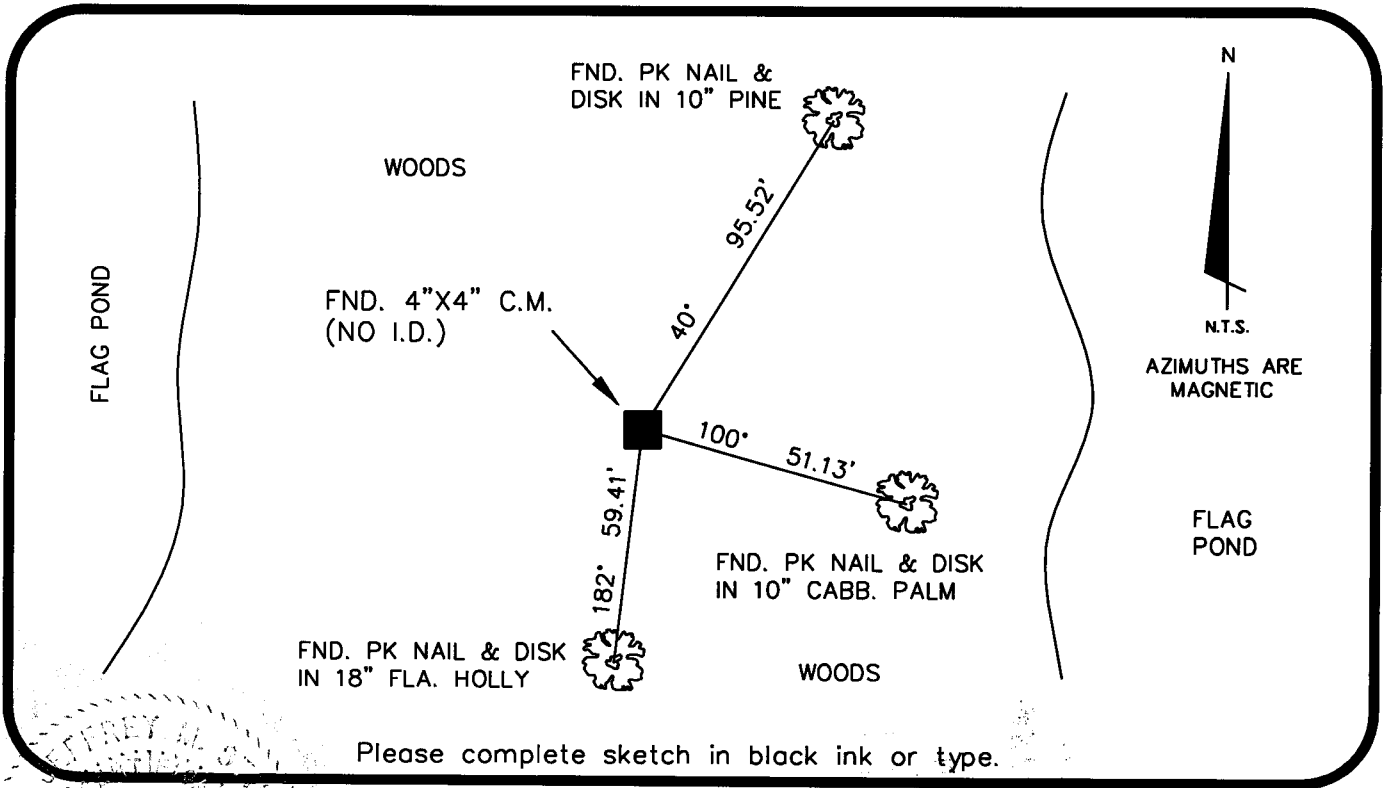 N
FND. PK NAIL &
DISK IN 10" PINE
WOODS
95.52'
40°
FLAG POND
FND. 4"X4" C.M.
(NO I.D.)
N.T.S.
AZIMUTHS ARE
MAGNETIC
100° 51.13'
182° 59.41'
FLAG
POND
FND. PK NAIL & DISK
IN 10" CABB. PALM
FND. PK NAIL & DISK
IN 18" FLA. HOLLY
WOODS
Please complete sketch in black ink or type.